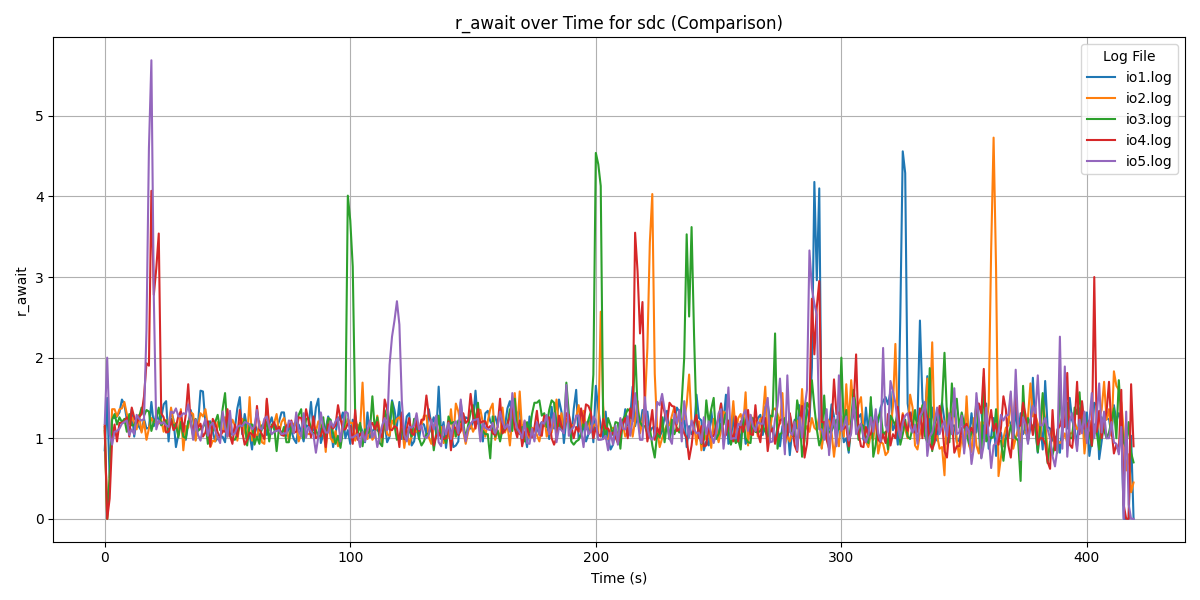 r_await over Time for sdc (Comparison)
Log File
io1.log
io2.log
io3.log
io4.log
io5.log
r_await
5
4
3
2
1
0
0 100 200 300 400
Time (s)